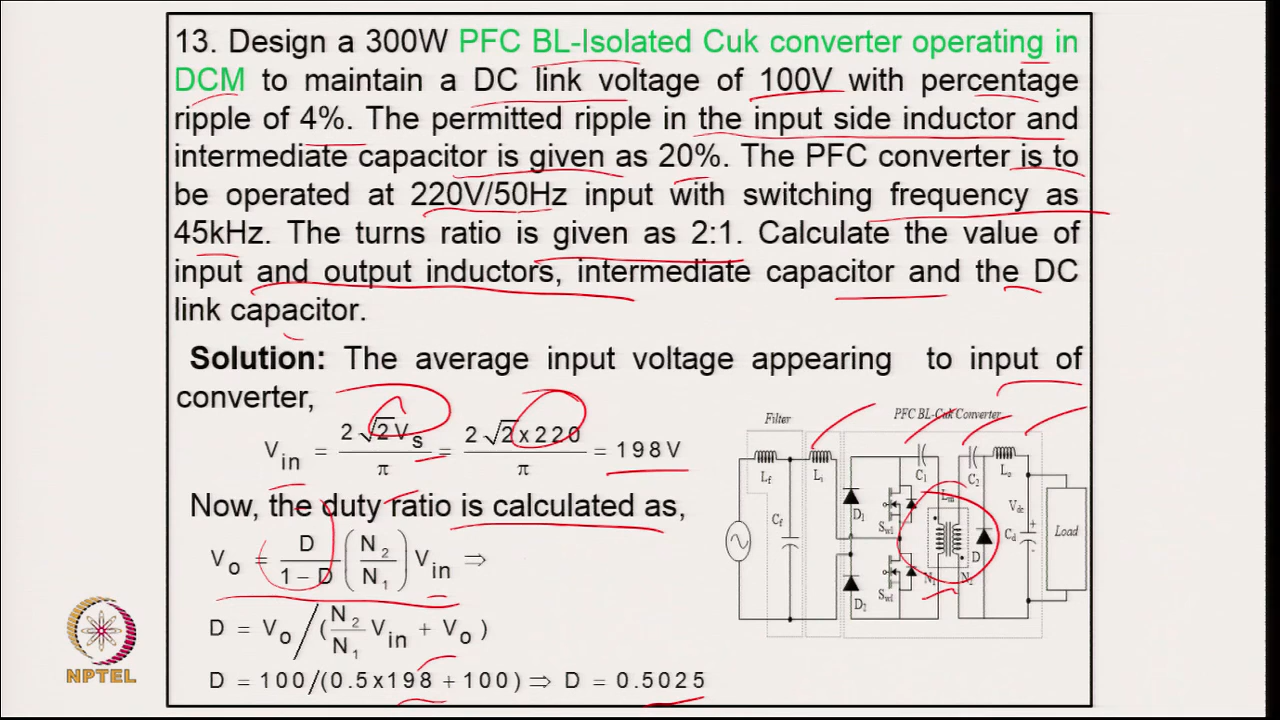 13. Design a 300W PFC BL-Isolated Cuk converter operating in
DCM to maintain a DC link voltage of 100V with percentage
ripple of 4%. The permitted ripple in the input side inductor and
intermediate capacitor is given as 20%. The PFC converter is to
be operated at 220V/50Hz input with switching frequency as
45kHz. The turns ratio is given as 2:1. Calculate the value of
input and output inductors, intermediate capacitor and the DC
link capacitor.
Solution: The average input voltage appearing to input of
converter,
V_in = 2√2V_s/π = 2√2x220/π = 198V
Now, the duty ratio is calculated as,
V_o = D/(1−D) (N_2/N_1) V_in ⇒
D = V_o/(N_2/N_1 V_in + V_o)
D = 100/(0.5x198 + 100) ⇒ D = 0.5025
Filter
PFC BL-Cuk Converter
L_f
L_i
C_1
C_2
L_o
L_m
V_dc
C_f
D_1
S_w1
D
C_d
Load
D_2
S_w1
N_1
NPTEL